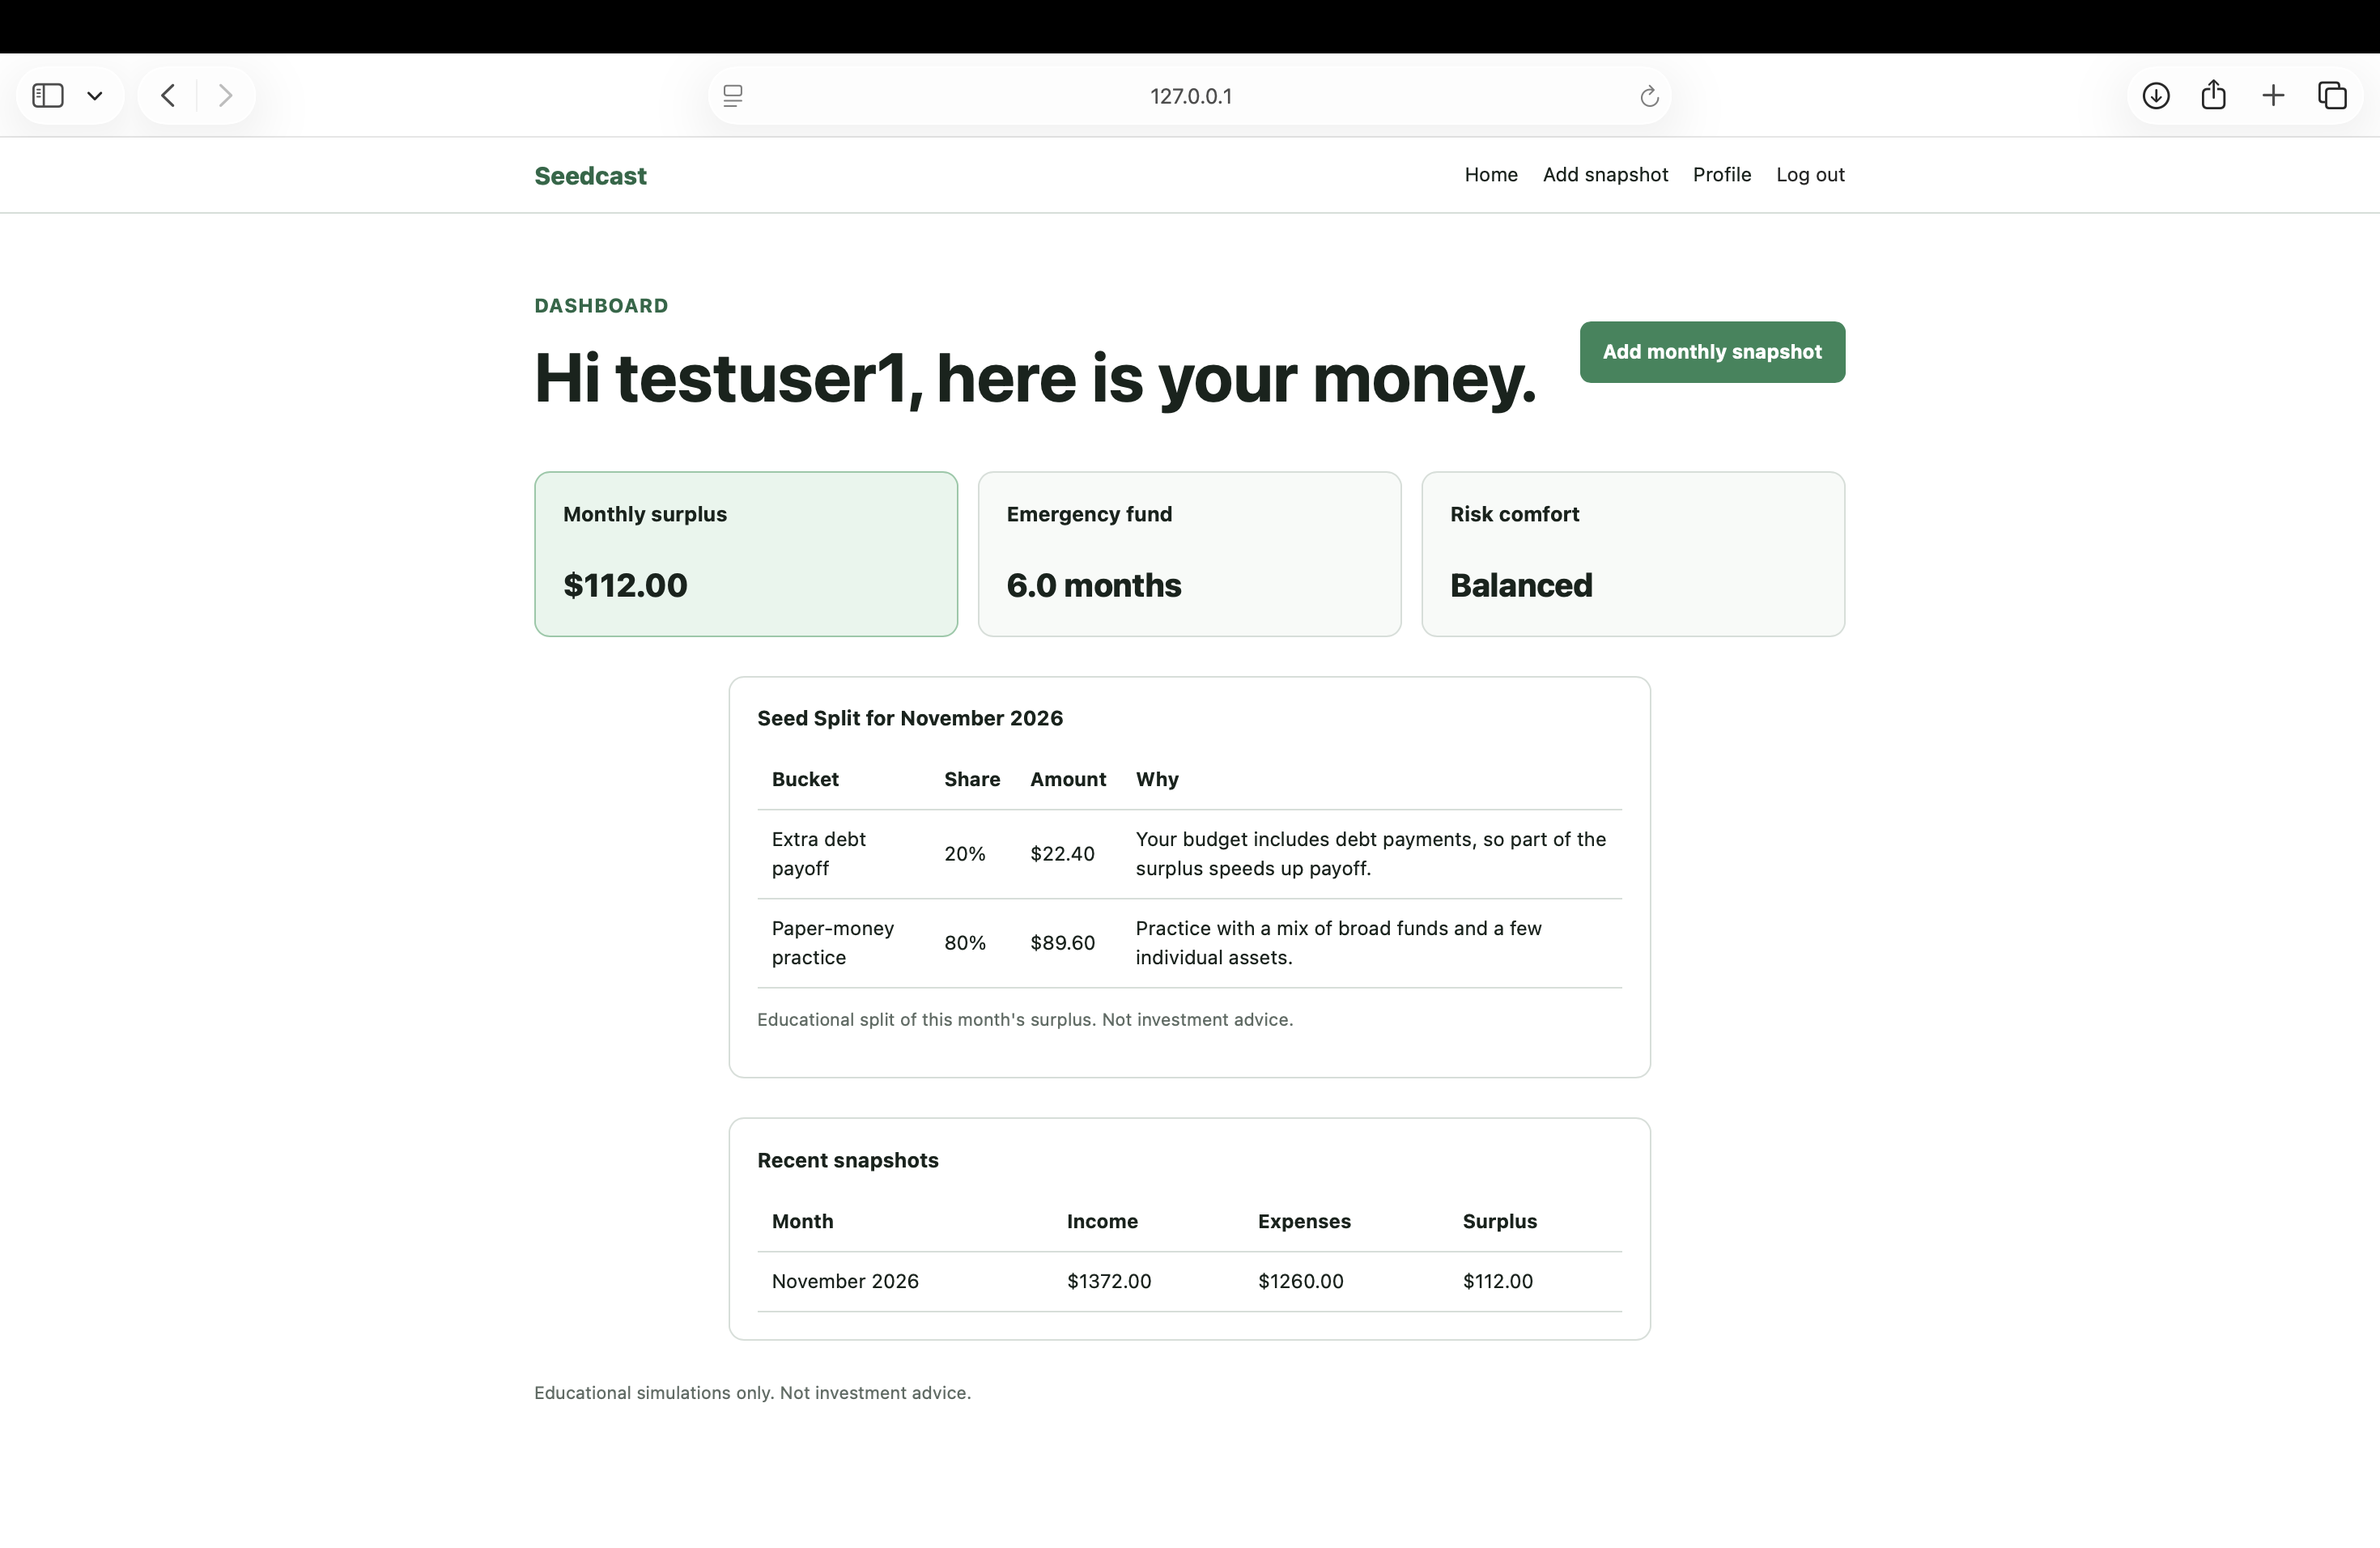 127.0.0.1
Seedcast
Home Add snapshot Profile Log out
DASHBOARD
Hi testuser1, here is your money.
Add monthly snapshot
Monthly surplus
$112.00
Emergency fund
6.0 months
Risk comfort
Balanced
Seed Split for November 2026
Bucket Share Amount Why
Extra debt
payoff
20%
$22.40
Your budget includes debt payments, so part of the
surplus speeds up payoff.
Paper-money
practice
80%
$89.60
Practice with a mix of broad funds and a few
individual assets.
Educational split of this month's surplus. Not investment advice.
Recent snapshots
Month Income Expenses Surplus
November 2026 $1372.00 $1260.00 $112.00
Educational simulations only. Not investment advice.